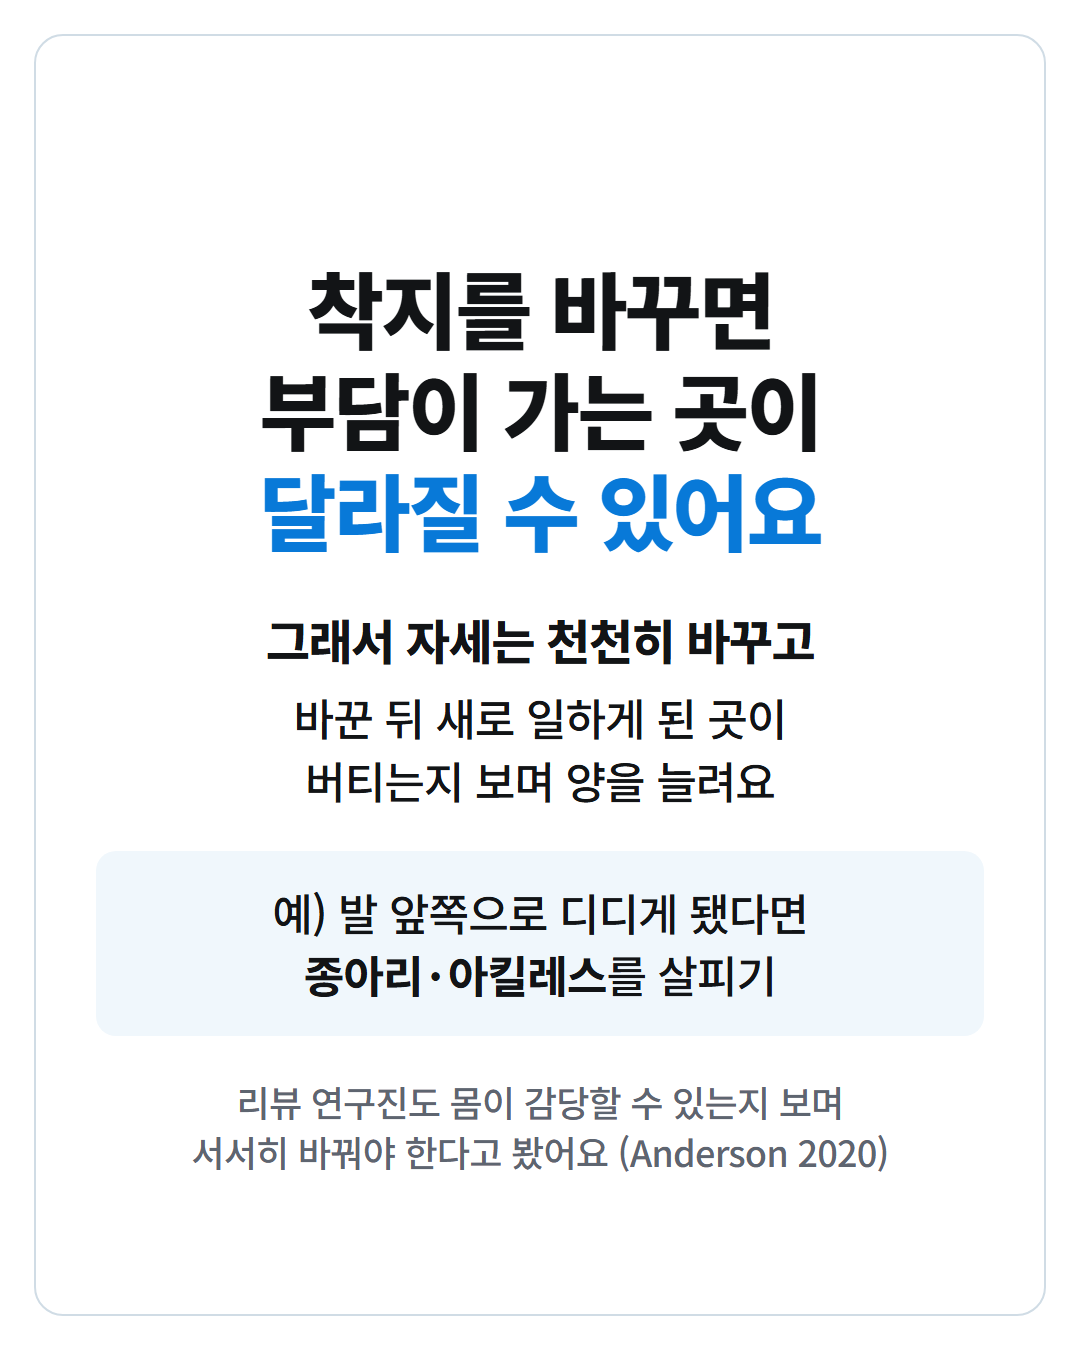 착지를 바꾸면
부담이 가는 곳이
달라질 수 있어요
그래서 자세는 천천히 바꾸고
바꾼 뒤 새로 일하게 된 곳이
버티는지 보며 양을 늘려요
예) 발 앞쪽으로 디디게 됐다면
종아리·아킬레스를 살피기
리뷰 연구진도 몸이 감당할 수 있는지 보며
서서히 바꿔야 한다고 봤어요 (Anderson 2020)